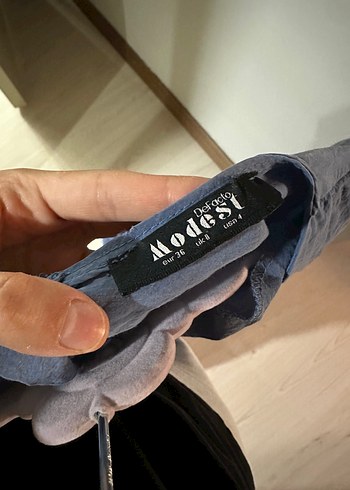 DeFacto
Modest
eur 36 uk 8 usa 4